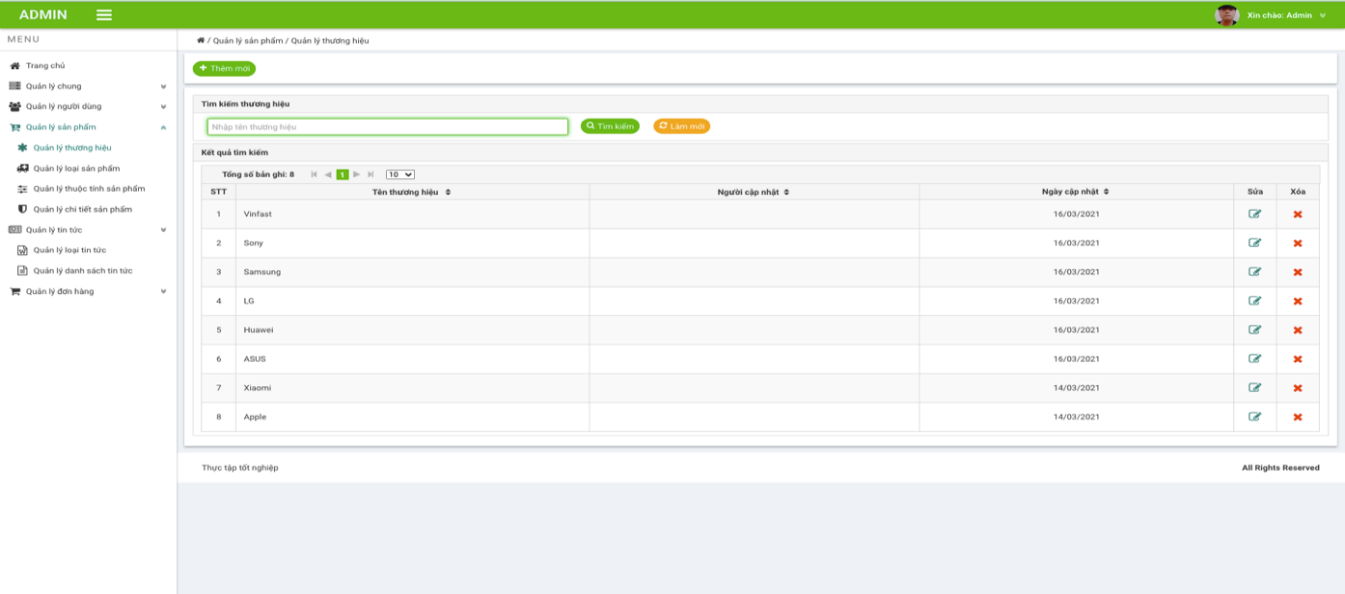 ADMIN
Xin chào: Admin
MENU
/ Quản lý sản phẩm / Quản lý thương hiệu
Trang chủ
Quản lý chung
Quản lý người dùng
Quản lý sản phẩm
Quản lý thương hiệu
Quản lý loại sản phẩm
Quản lý thuộc tính sản phẩm
Quản lý chi tiết sản phẩm
Quản lý tin tức
Quản lý loại tin tức
Quản lý danh sách tin tức
Quản lý đơn hàng
Thêm mới
Tìm kiếm thương hiệu
Nhập tên thương hiệu
Tìm kiếm
Làm mới
Kết quả tìm kiếm
Tổng số bản ghi: 8 1 10
STT Tên thương hiệu Người cập nhật Ngày cập nhật Sửa Xóa
1 Vinfast 16/03/2021
2 Sony 16/03/2021
3 Samsung 16/03/2021
4 LG 16/03/2021
5 Huawei 16/03/2021
6 ASUS 16/03/2021
7 Xiaomi 14/03/2021
8 Apple 14/03/2021
Thực tập tốt nghiệp
All Rights Reserved